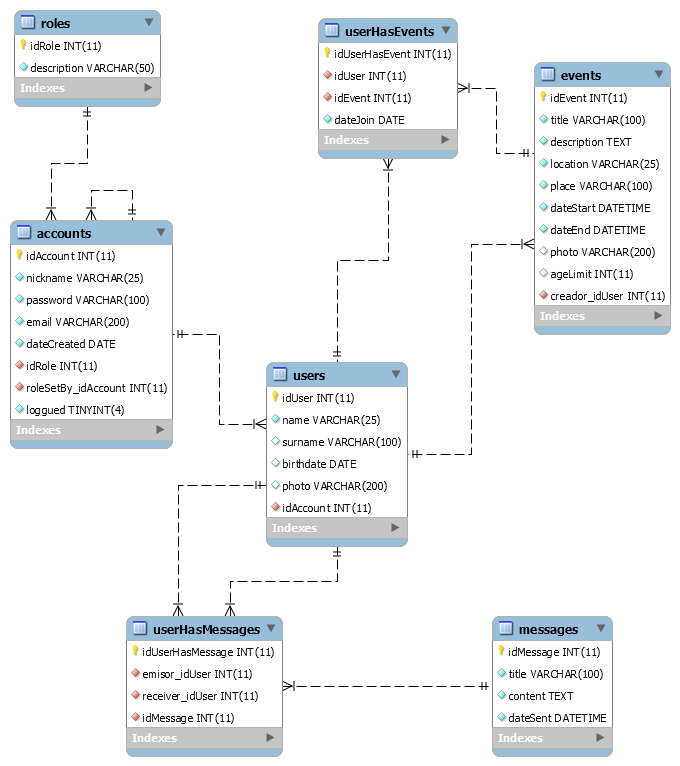 roles
idRole INT(11)
description VARCHAR(50)
Indexes
userHasEvents
idUserHasEvent INT(11)
idUser INT(11)
idEvent INT(11)
dateJoin DATE
Indexes
events
idEvent INT(11)
title VARCHAR(100)
description TEXT
location VARCHAR(25)
place VARCHAR(100)
dateStart DATETIME
dateEnd DATETIME
photo VARCHAR(200)
ageLimit INT(11)
creador_idUser INT(11)
Indexes
accounts
idAccount INT(11)
nickname VARCHAR(25)
password VARCHAR(100)
email VARCHAR(200)
dateCreated DATE
idRole INT(11)
roleSetBy_idAccount INT(11)
loggued TINYINT(4)
Indexes
users
idUser INT(11)
name VARCHAR(25)
surname VARCHAR(100)
birthdate DATE
photo VARCHAR(200)
idAccount INT(11)
Indexes
userHasMessages
idUserHasMessage INT(11)
emisor_idUser INT(11)
receiver_idUser INT(11)
idMessage INT(11)
Indexes
messages
idMessage INT(11)
title VARCHAR(100)
content TEXT
dateSent DATETIME
Indexes